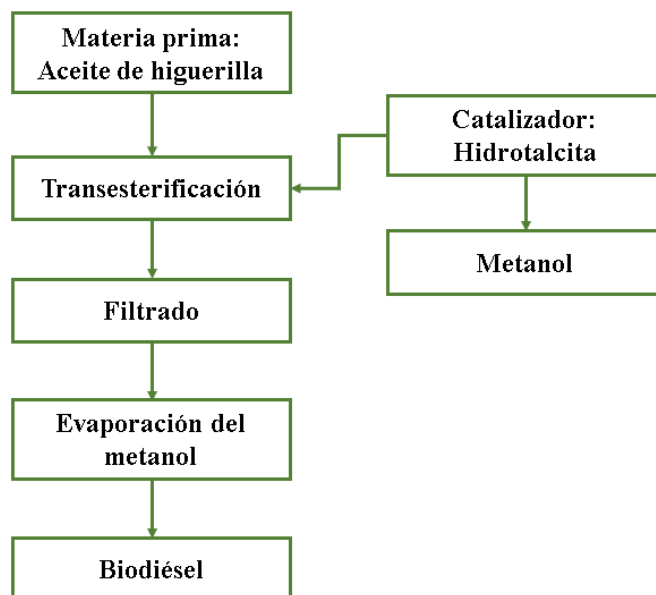 Materia prima:
Aceite de higuerilla
Catalizador:
Hidrotalcita
Transesterificación
Metanol
Filtrado
Evaporación del
metanol
Biodiésel